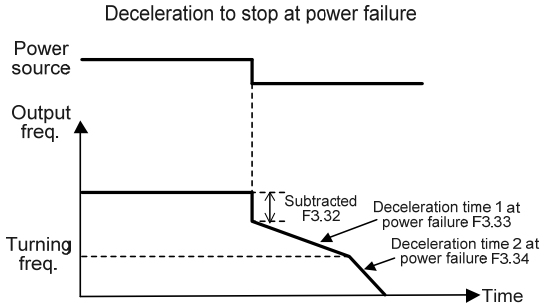 Deceleration to stop at power failure
Power
source
Output
freq.
Subtracted
F3.32
Deceleration time 1 at
power failure F3.33
Turning
freq.
Deceleration time 2 at
power failure F3.34
Time